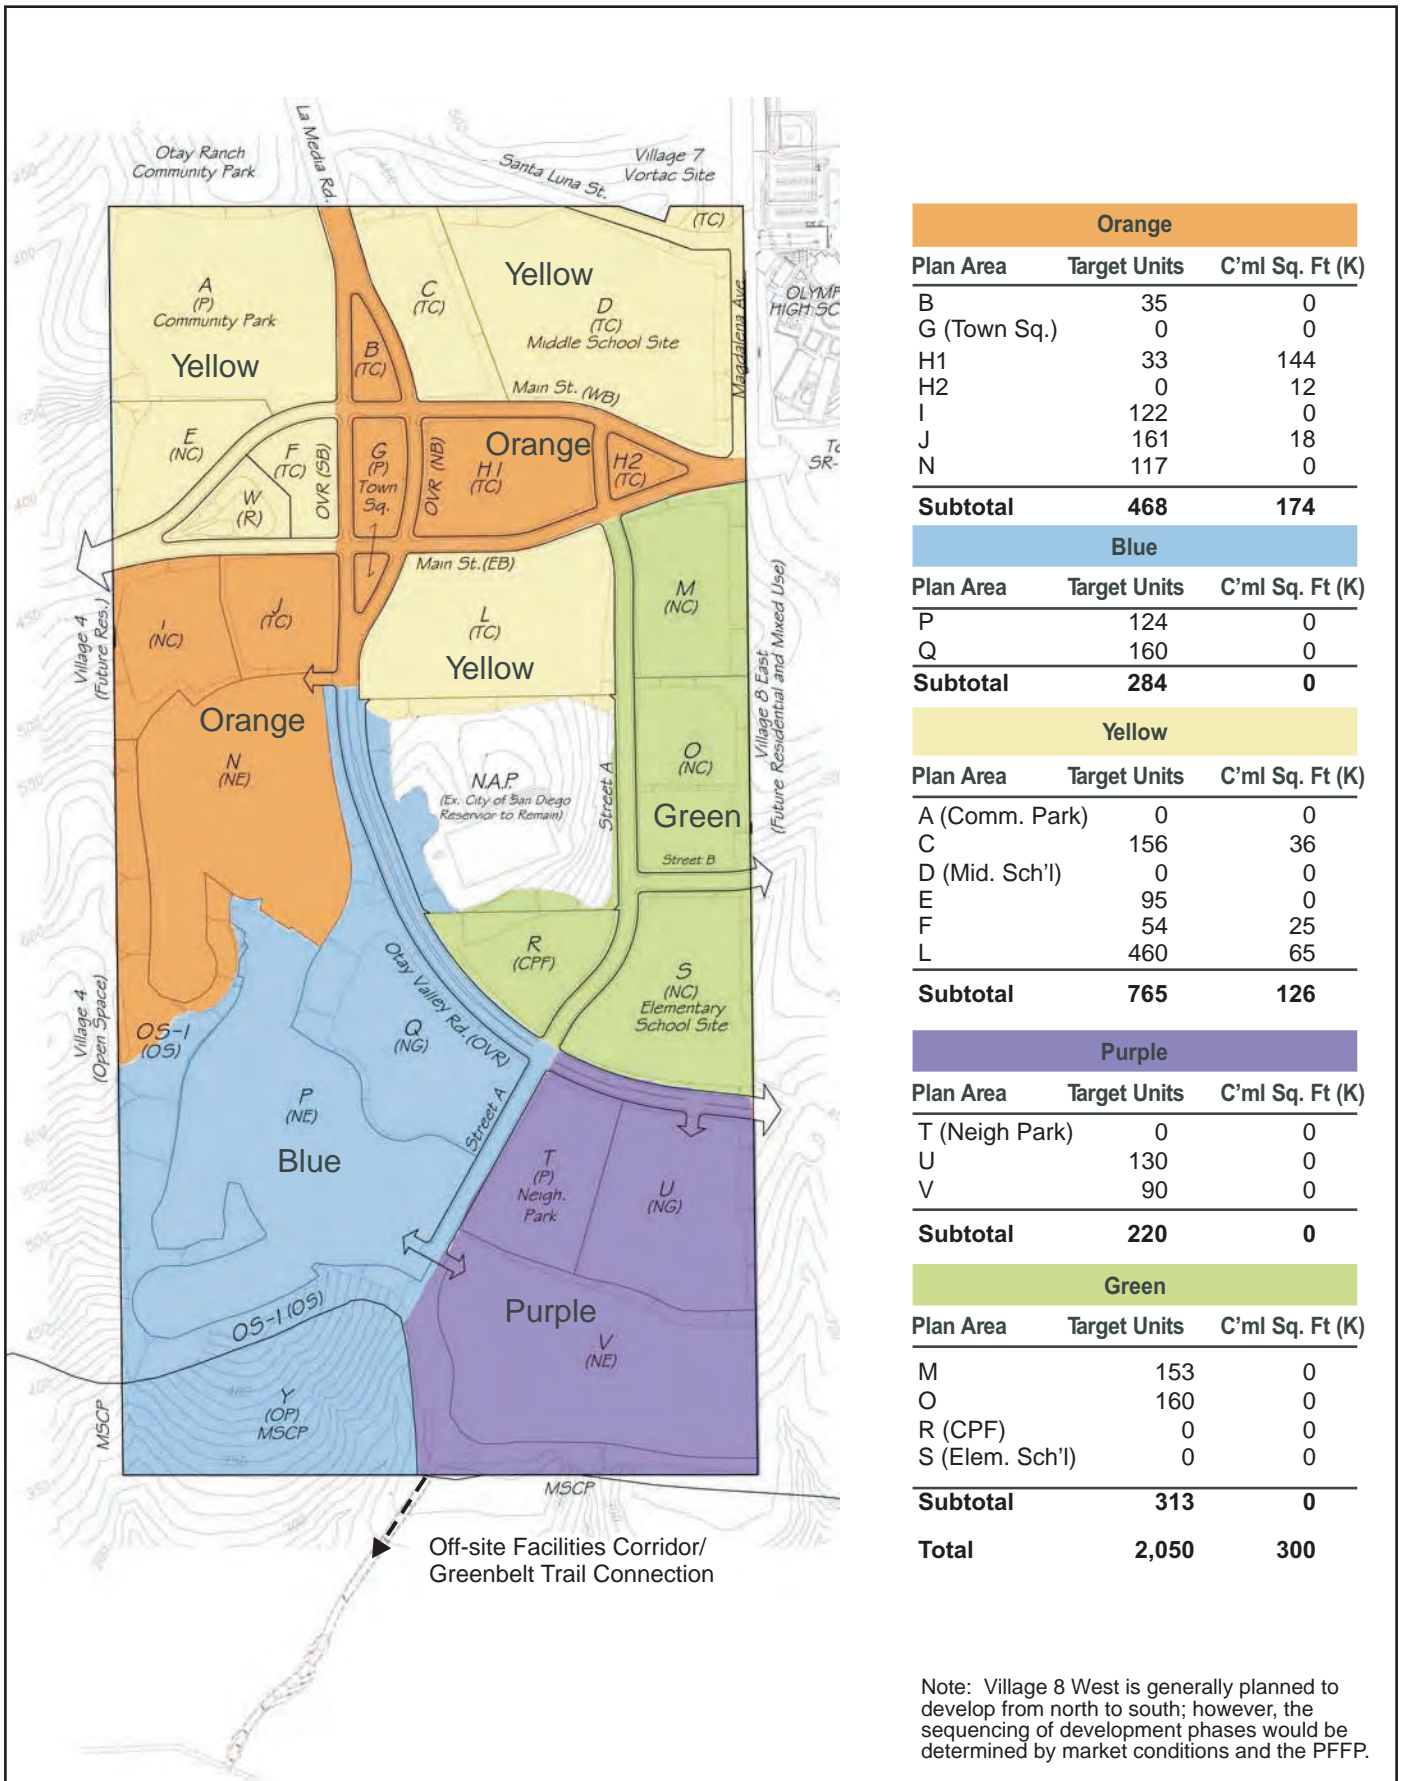 La Media Rd.
Otay Ranch
Community Park
Santa Luna St.
Village 7
Vortac Site
(TC)
A
(P)
Community Park
Yellow
B
(TC)
C
(TC)
Yellow
D
(TC)
Middle School Site
Magdalena Ave.
OLYMP
HIGH SC
Main St. (WB)
E
(NC)
F
(TC)
W
(R)
OVR (SB)
G
(P)
Town
Sq.
OVR (NB)
Orange
H1
(TC)
H2
(TC)
To
SR-
Main St.(EB)
Village 4
(Future Res.)
I
(NC)
J
(TC)
L
(TC)
Yellow
M
(NC)
Village 8 East
(Future Residential and Mixed Use)
Orange
N
(NE)
N.A.P.
(Ex. City of San Diego
Reservior to Remain)
Street A
O
(NC)
Green
Street B
R
(CPF)
S
(NC)
Elementary
School Site
Otay Valley Rd. (OVR)
Village 4
(Open Space)
OS-1
(OS)
Q
(NG)
P
(NE)
Blue
Street A
T
(P)
Neigh.
Park
U
(NG)
OS-1 (OS)
Purple
V
(NE)
Y
(OP)
MSCP
MSCP
MSCP
Off-site Facilities Corridor/
Greenbelt Trail Connection
Orange
Plan Area Target Units C’ml Sq. Ft (K)
B 35 0
G (Town Sq.) 0 0
H1 33 144
H2 0 12
I 122 0
J 161 18
N 117 0
Subtotal 468 174
Blue
Plan Area Target Units C’ml Sq. Ft (K)
P 124 0
Q 160 0
Subtotal 284 0
Yellow
Plan Area Target Units C’ml Sq. Ft (K)
A (Comm. Park) 0 0
C 156 36
D (Mid. Sch’l) 0 0
E 95 0
F 54 25
L 460 65
Subtotal 765 126
Purple
Plan Area Target Units C’ml Sq. Ft (K)
T (Neigh Park) 0 0
U 130 0
V 90 0
Subtotal 220 0
Green
Plan Area Target Units C’ml Sq. Ft (K)
M 153 0
O 160 0
R (CPF) 0 0
S (Elem. Sch’l) 0 0
Subtotal 313 0
Total 2,050 300
Note: Village 8 West is generally planned to
develop from north to south; however, the
sequencing of development phases would be
determined by market conditions and the PFFP.